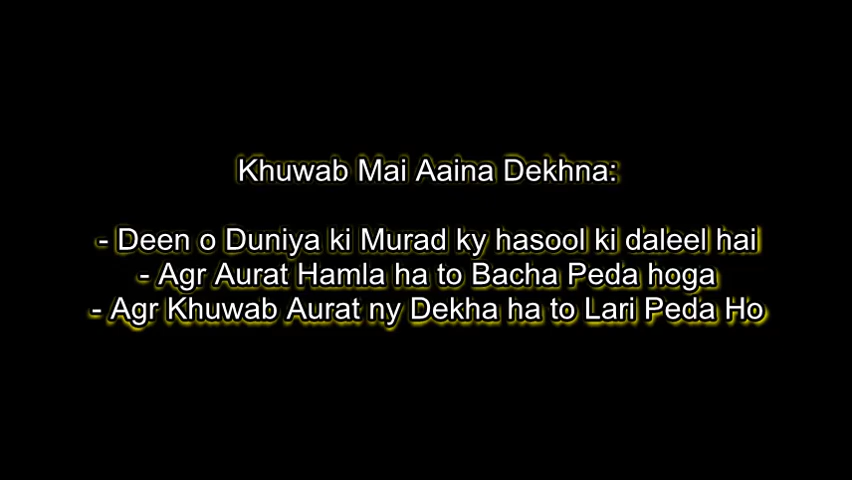 Khuwab Mai Aaina Dekhna:
- Deen o Duniya ki Murad ky hasool ki daleel hai
- Agr Aurat Hamla ha to Bacha Peda hoga
- Agr Khuwab Aurat ny Dekha ha to Lari Peda Ho